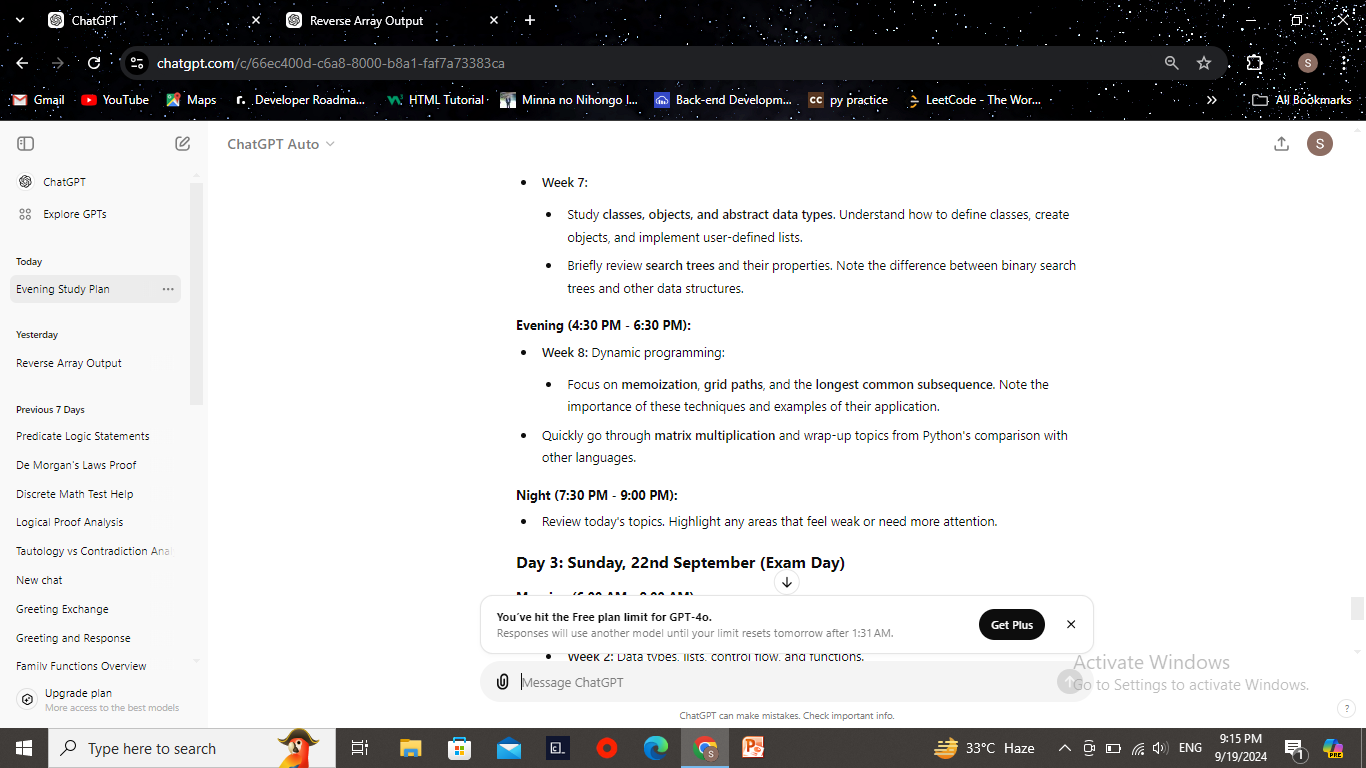 ChatGPT
Reverse Array Output
chatgpt.com/c/66ec400d-c6a8-8000-b8a1-faf7a73383ca
Gmail
YouTube
Maps
Developer Roadma...
HTML Tutorial
Minna no Nihongo I...
Back-end Developm...
py practice
LeetCode - The Wor...
All Bookmarks
ChatGPT Auto
S
ChatGPT
Explore GPTs
Today
Evening Study Plan
Yesterday
Reverse Array Output
Previous 7 Days
Predicate Logic Statements
De Morgan's Laws Proof
Discrete Math Test Help
Logical Proof Analysis
Tautology vs Contradiction Ana
New chat
Greeting Exchange
Greeting and Response
Family Functions Overview
Upgrade plan
More access to the best models
• Week 7:
• Study classes, objects, and abstract data types. Understand how to define classes, create
objects, and implement user-defined lists.
• Briefly review search trees and their properties. Note the difference between binary search
trees and other data structures.
Evening (4:30 PM - 6:30 PM):
• Week 8: Dynamic programming:
• Focus on memoization, grid paths, and the longest common subsequence. Note the
importance of these techniques and examples of their application.
• Quickly go through matrix multiplication and wrap-up topics from Python's comparison with
other languages.
Night (7:30 PM - 9:00 PM):
• Review today's topics. Highlight any areas that feel weak or need more attention.
Day 3: Sunday, 22nd September (Exam Day)
You've hit the Free plan limit for GPT-4o.
Responses will use another model until your limit resets tomorrow after 1:31 AM.
Get Plus
• Week 2: Data types, lists, control flow, and functions.
Message ChatGPT
ChatGPT can make mistakes. Check important info.
Activate Windows
Go to Settings to activate Windows.
?
Type here to search
33°C Haze
ENG
9:15 PM
9/19/2024
1
PRE